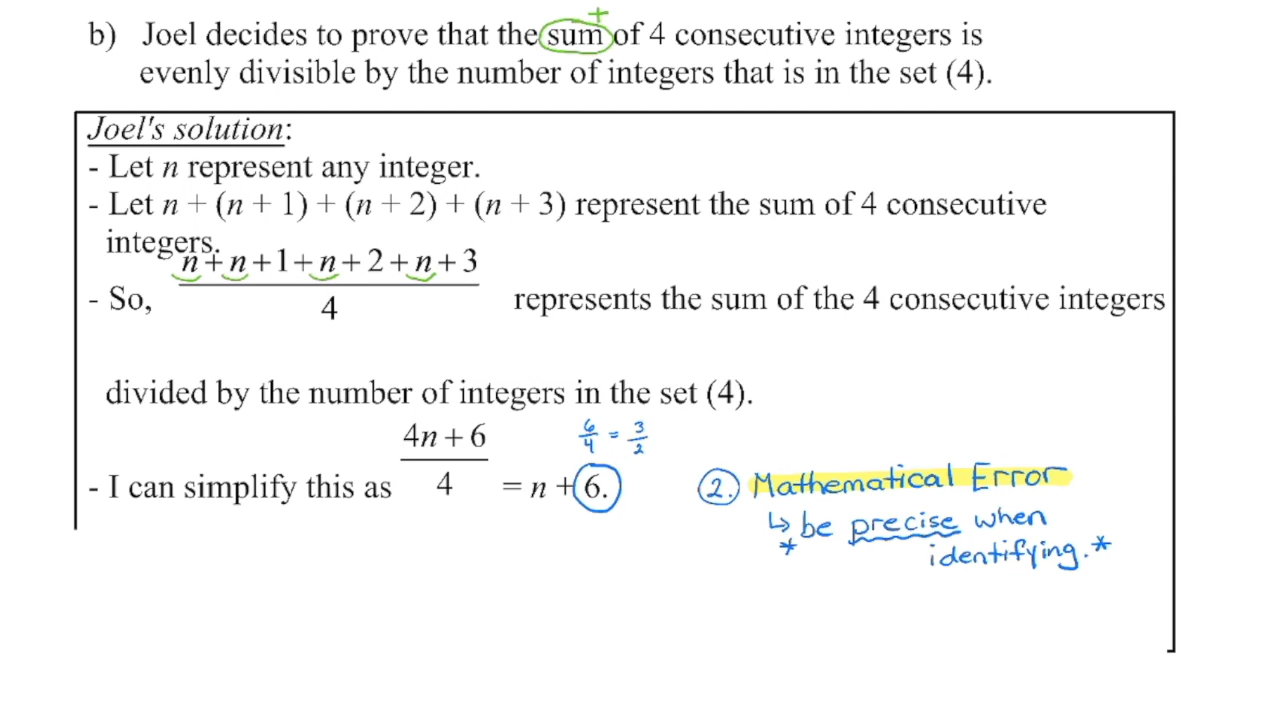 +
b) Joel decides to prove that the sum of 4 consecutive integers is
evenly divisible by the number of integers that is in the set (4).
Joel's solution:
- Let n represent any integer.
- Let n + (n + 1) + (n + 2) + (n + 3) represent the sum of 4 consecutive
integers.
n+n+1+n+2+n+3
- So, 4 represents the sum of the 4 consecutive integers
divided by the number of integers in the set (4).
4n+6 6/4 = 3/2
- I can simplify this as 4 = n + 6. 2. Mathematical Error
↳ be precise when
* identifying.*